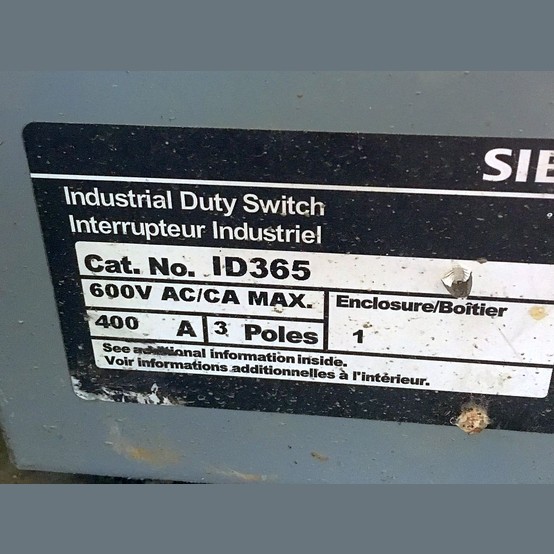 SIE
Industrial Duty Switch
Interrupteur Industriel
Cat. No. ID365
600V AC/CA MAX.
Enclosure/Boîtier
400 A 3 Poles
1
See additional information inside.
Voir informations additionnelles à l'intérieur.